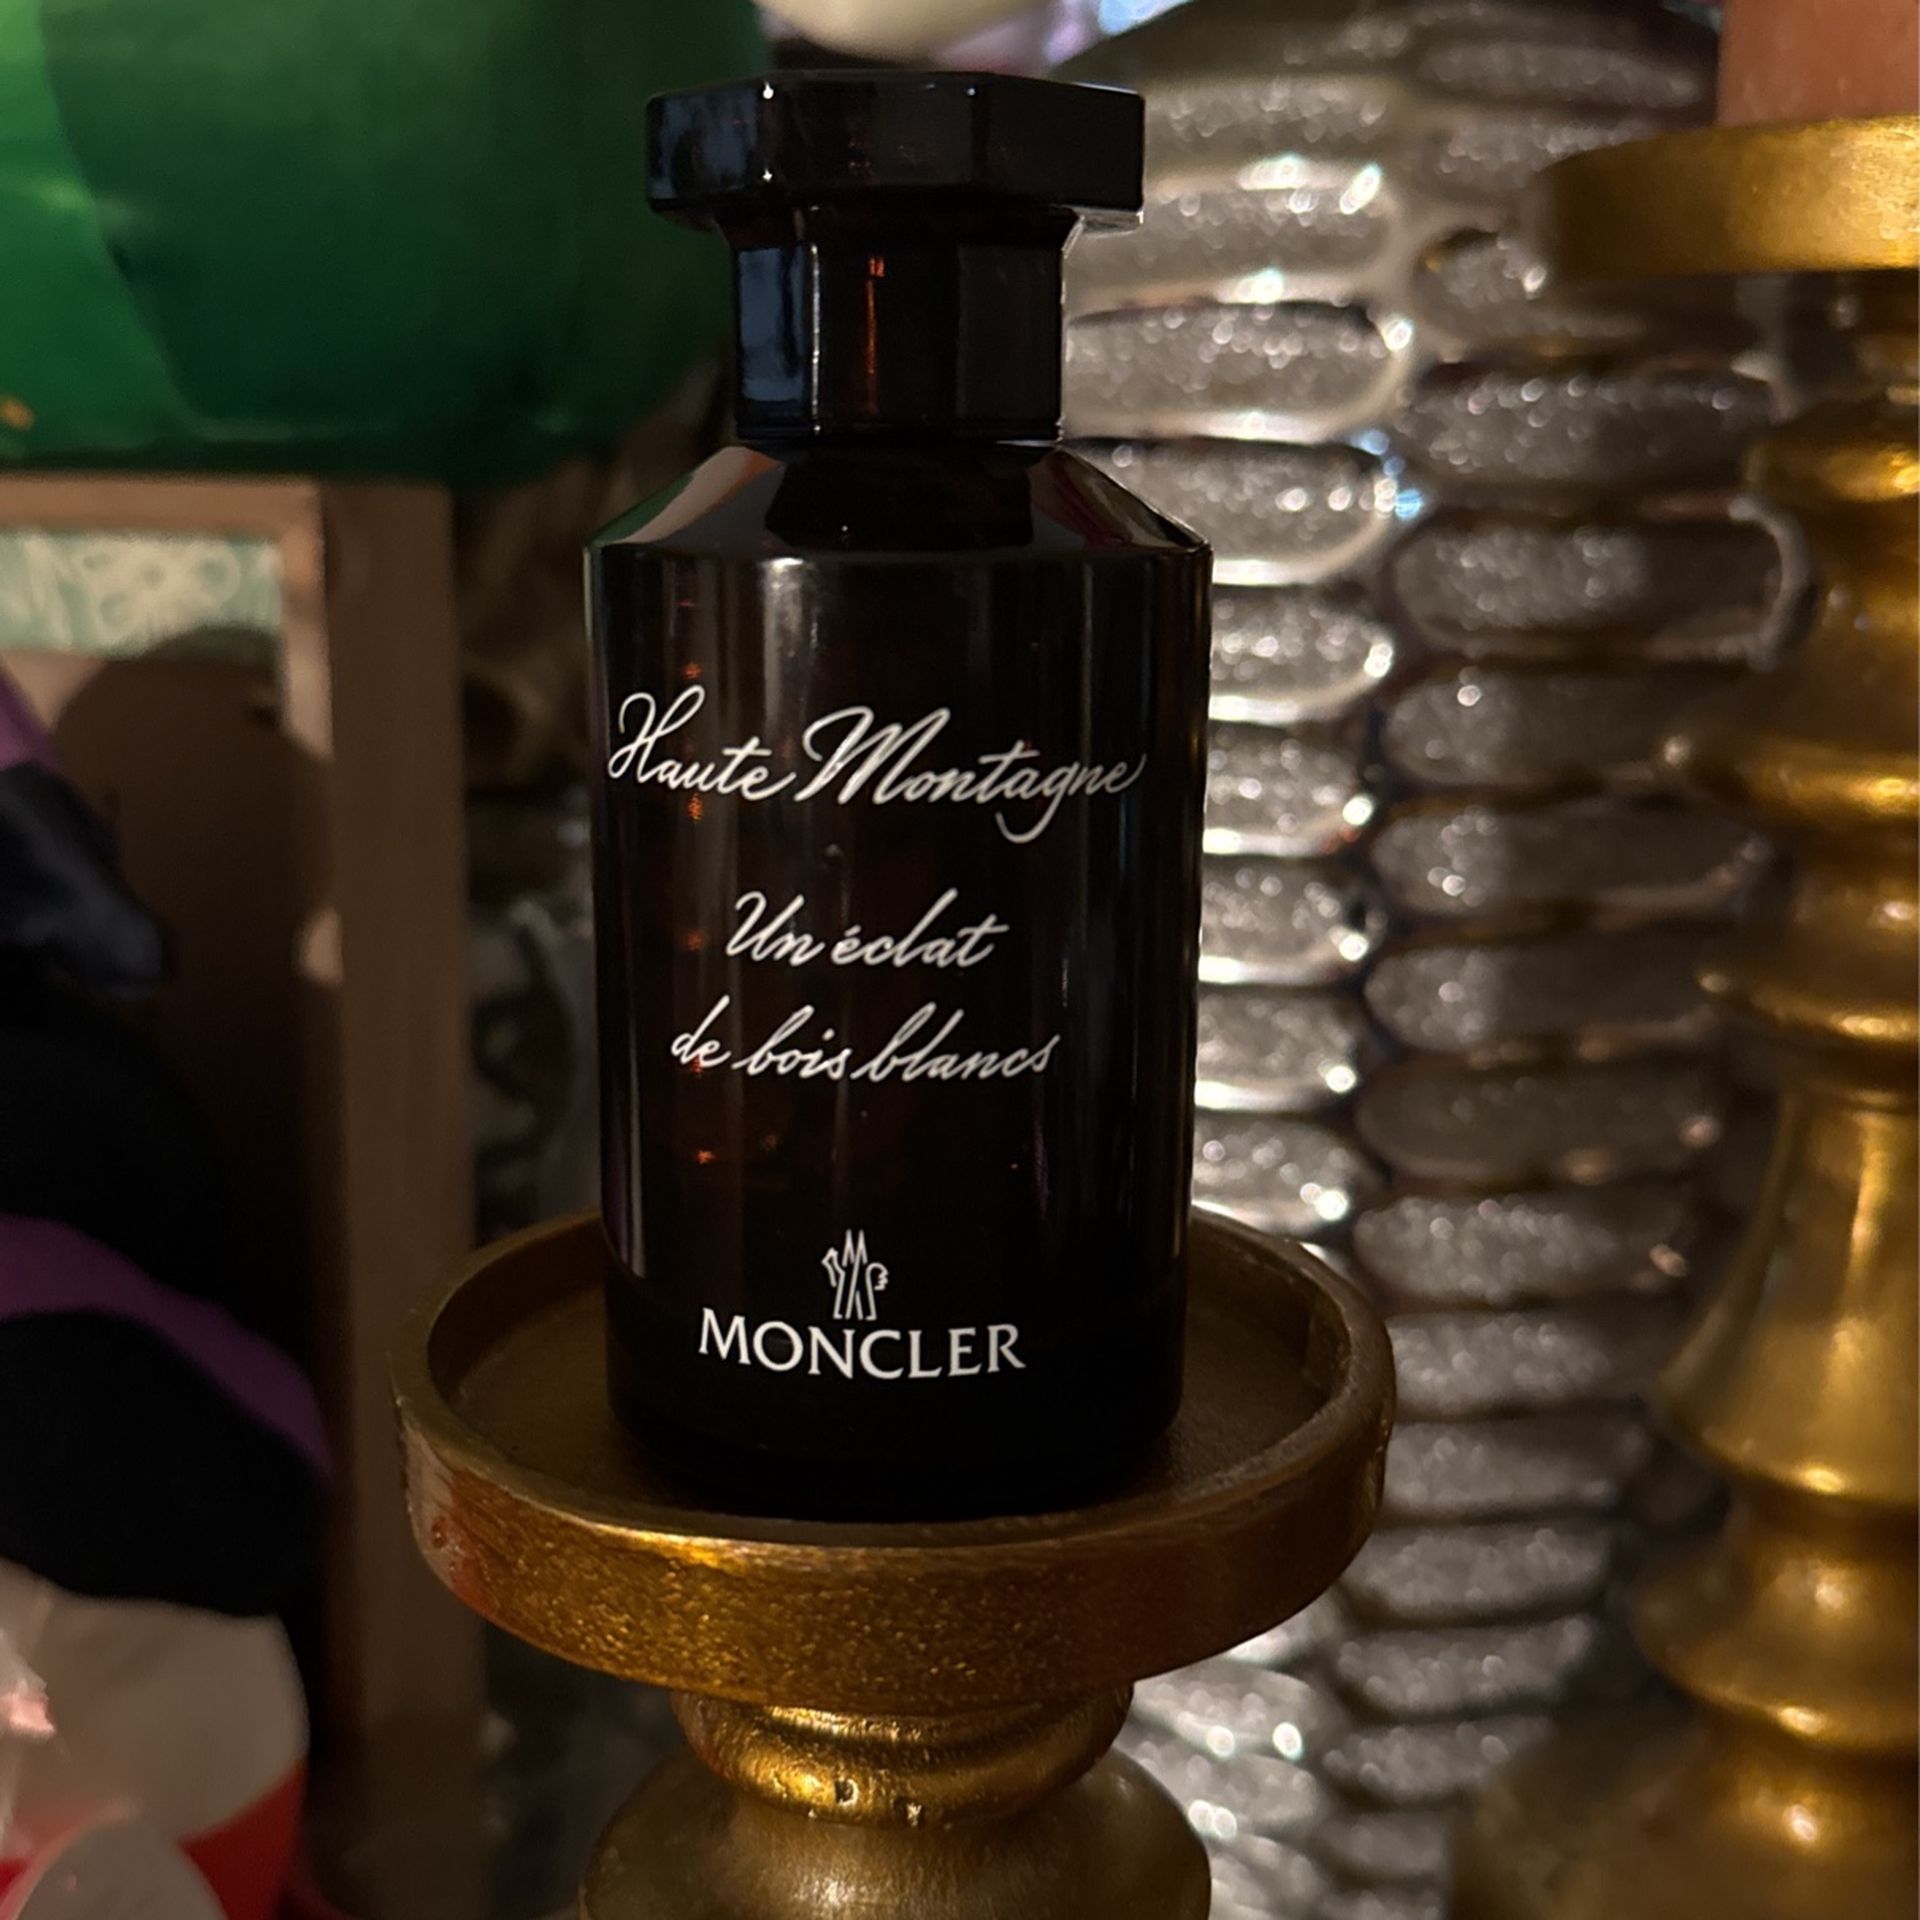 Haute Montagne
Un éclat
de bois blancs
MONCLER